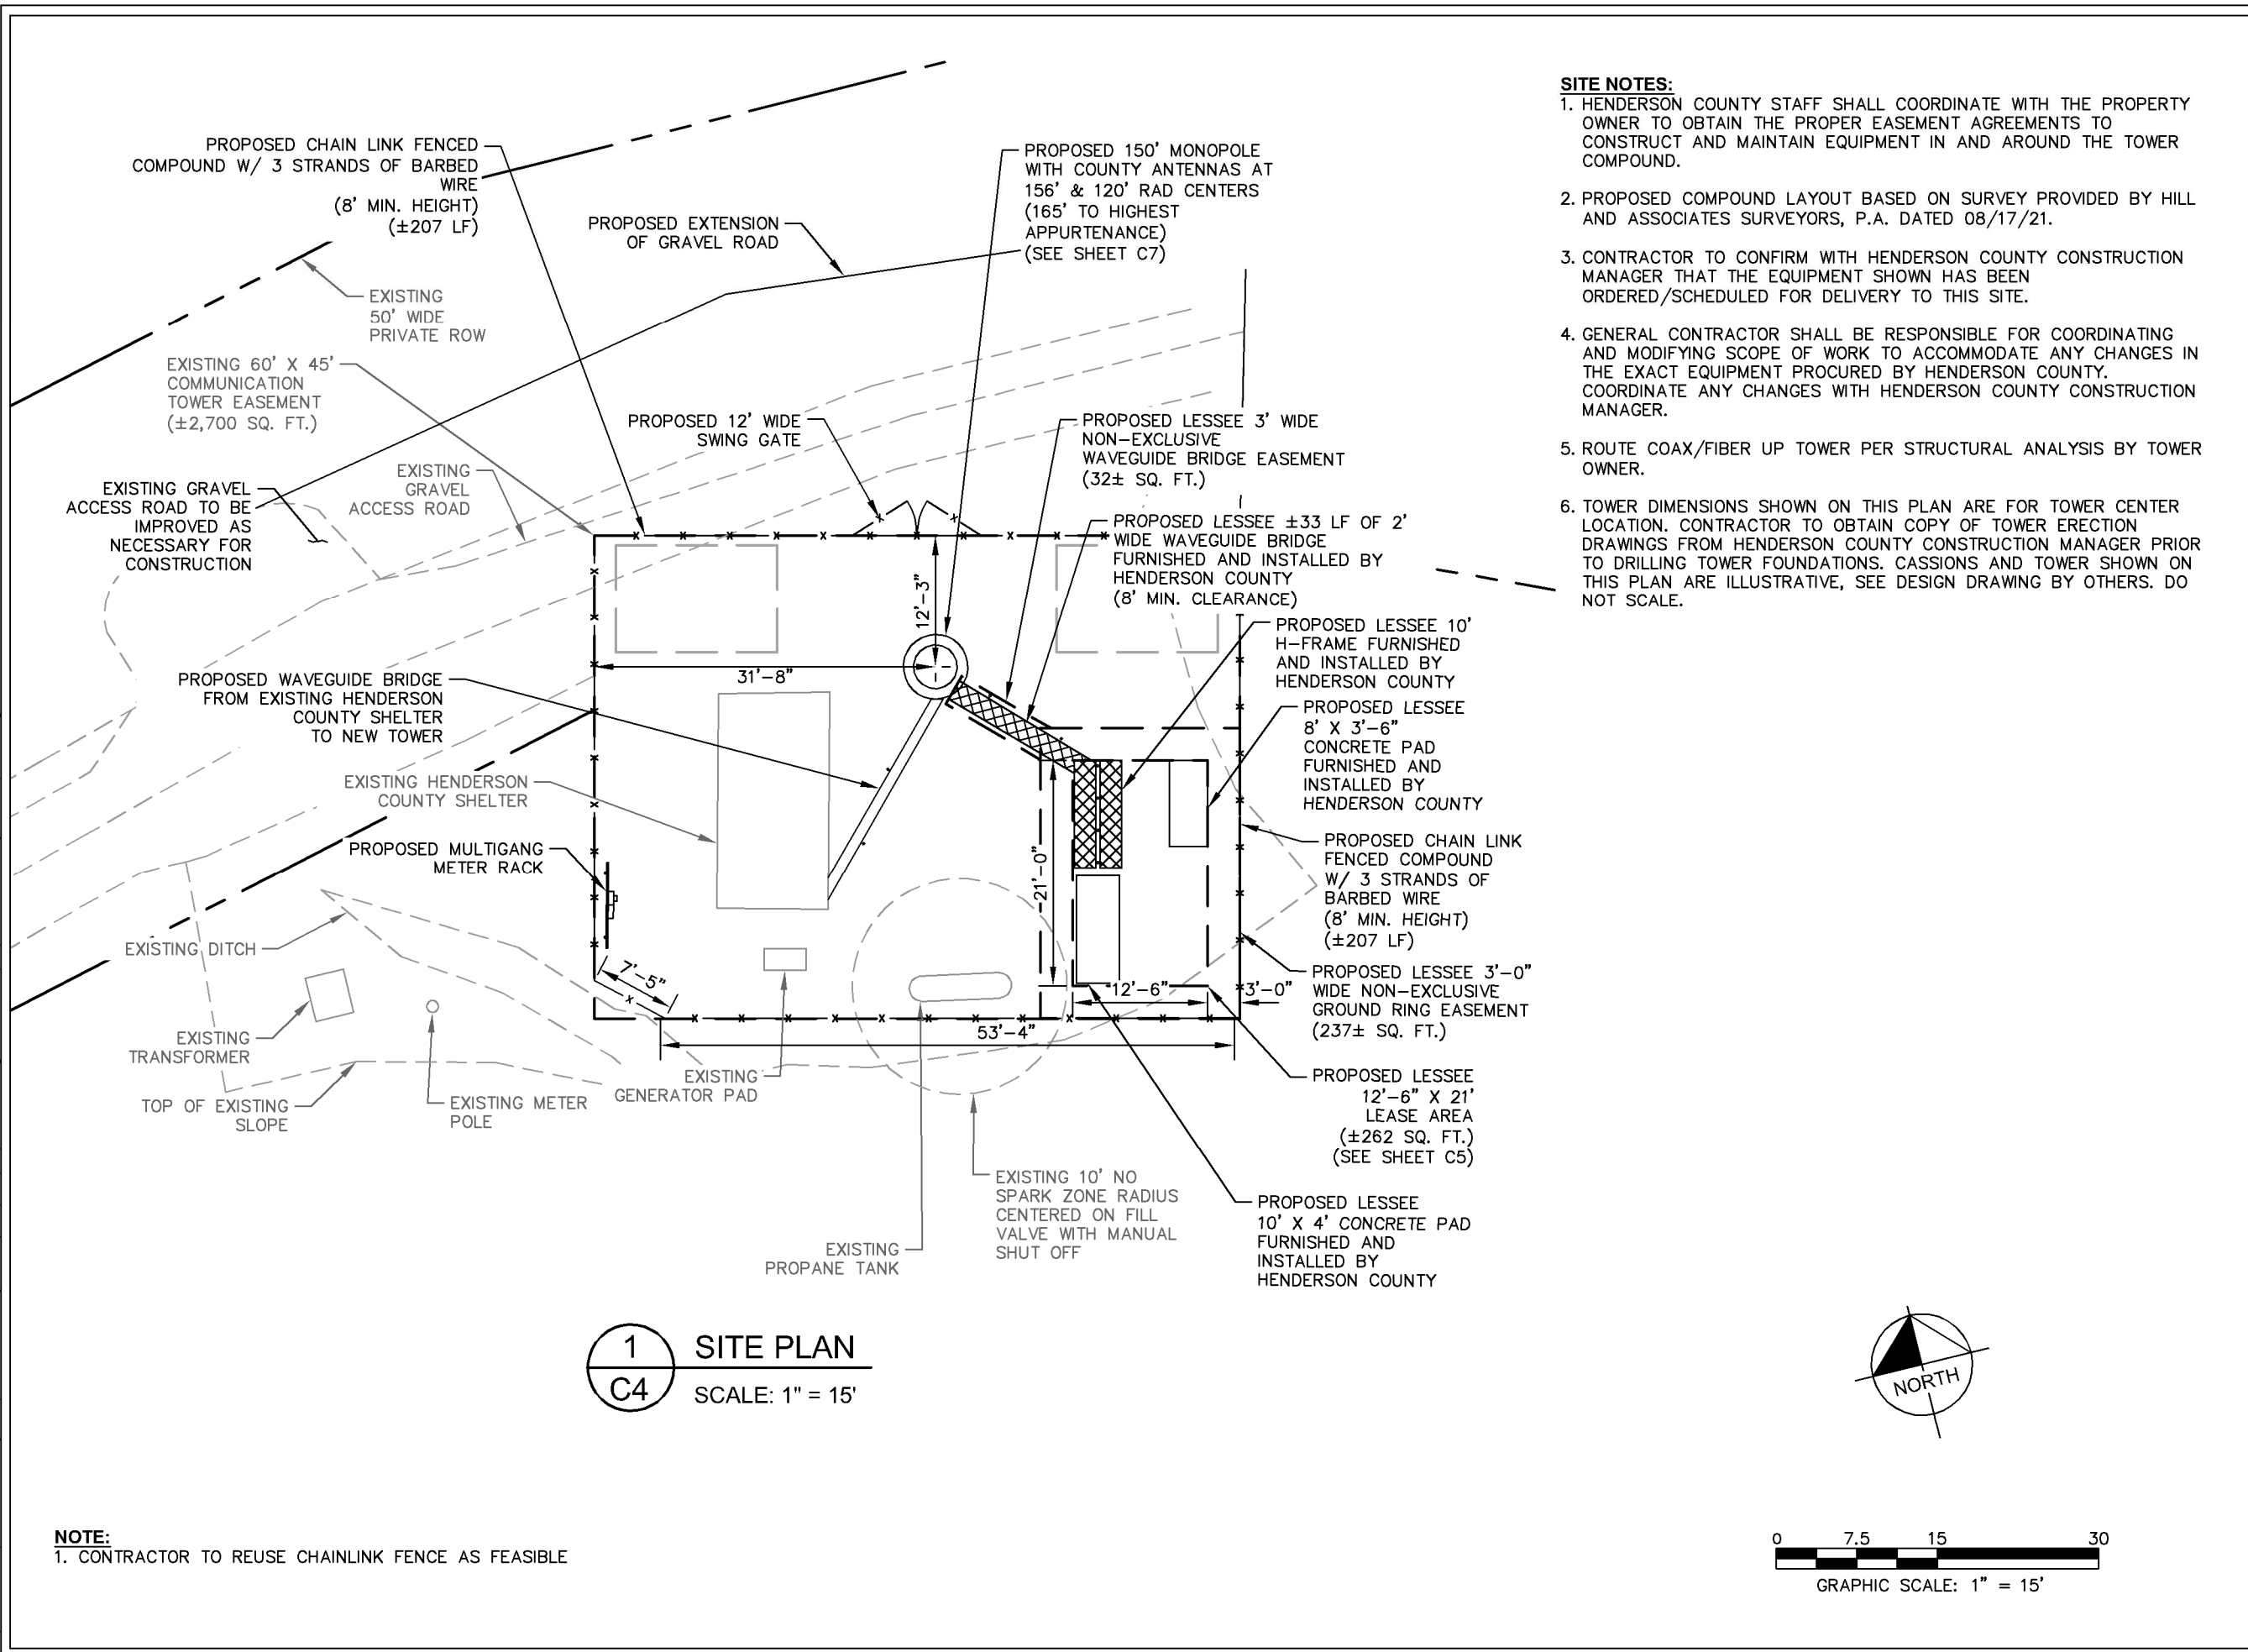 PROPOSED CHAIN LINK FENCED
COMPOUND W/ 3 STRANDS OF BARBED
WIRE
(8' MIN. HEIGHT)
(±207 LF)
PROPOSED EXTENSION
OF GRAVEL ROAD
PROPOSED 150' MONOPOLE
WITH COUNTY ANTENNAS AT
156' & 120' RAD CENTERS
(165' TO HIGHEST
APPURTENANCE)
(SEE SHEET C7)
EXISTING
50' WIDE
PRIVATE ROW
EXISTING 60' X 45'
COMMUNICATION
TOWER EASEMENT
(±2,700 SQ. FT.)
PROPOSED 12' WIDE
SWING GATE
PROPOSED LESSEE 3' WIDE
NON-EXCLUSIVE
WAVEGUIDE BRIDGE EASEMENT
(32± SQ. FT.)
EXISTING
GRAVEL
ACCESS ROAD
EXISTING GRAVEL
ACCESS ROAD TO BE
IMPROVED AS
NECESSARY FOR
CONSTRUCTION
PROPOSED LESSEE ±33 LF OF 2'
WIDE WAVEGUIDE BRIDGE
FURNISHED AND INSTALLED BY
HENDERSON COUNTY
(8' MIN. CLEARANCE)
12'-3"
31'-8"
PROPOSED LESSEE 10'
H-FRAME FURNISHED
AND INSTALLED BY
HENDERSON COUNTY
PROPOSED WAVEGUIDE BRIDGE
FROM EXISTING HENDERSON
COUNTY SHELTER
TO NEW TOWER
PROPOSED LESSEE
8' X 3'-6"
CONCRETE PAD
FURNISHED AND
INSTALLED BY
HENDERSON COUNTY
EXISTING HENDERSON
COUNTY SHELTER
PROPOSED MULTIGANG
METER RACK
PROPOSED CHAIN LINK
FENCED COMPOUND
W/ 3 STRANDS OF
BARBED WIRE
(8' MIN. HEIGHT)
(±207 LF)
21'-0"
EXISTING DITCH
7'-5"
12'-6"
3'-0"
53'-4"
PROPOSED LESSEE 3'-0"
WIDE NON-EXCLUSIVE
GROUND RING EASEMENT
(237± SQ. FT.)
EXISTING
TRANSFORMER
EXISTING
GENERATOR PAD
TOP OF EXISTING
SLOPE
EXISTING METER
POLE
PROPOSED LESSEE
12'-6" X 21'
LEASE AREA
(±262 SQ. FT.)
(SEE SHEET C5)
EXISTING 10' NO
SPARK ZONE RADIUS
CENTERED ON FILL
VALVE WITH MANUAL
SHUT OFF
EXISTING
PROPANE TANK
PROPOSED LESSEE
10' X 4' CONCRETE PAD
FURNISHED AND
INSTALLED BY
HENDERSON COUNTY
SITE NOTES:
1. HENDERSON COUNTY STAFF SHALL COORDINATE WITH THE PROPERTY
OWNER TO OBTAIN THE PROPER EASEMENT AGREEMENTS TO
CONSTRUCT AND MAINTAIN EQUIPMENT IN AND AROUND THE TOWER
COMPOUND.
2. PROPOSED COMPOUND LAYOUT BASED ON SURVEY PROVIDED BY HILL
AND ASSOCIATES SURVEYORS, P.A. DATED 08/17/21.
3. CONTRACTOR TO CONFIRM WITH HENDERSON COUNTY CONSTRUCTION
MANAGER THAT THE EQUIPMENT SHOWN HAS BEEN
ORDERED/SCHEDULED FOR DELIVERY TO THIS SITE.
4. GENERAL CONTRACTOR SHALL BE RESPONSIBLE FOR COORDINATING
AND MODIFYING SCOPE OF WORK TO ACCOMMODATE ANY CHANGES IN
THE EXACT EQUIPMENT PROCURED BY HENDERSON COUNTY.
COORDINATE ANY CHANGES WITH HENDERSON COUNTY CONSTRUCTION
MANAGER.
5. ROUTE COAX/FIBER UP TOWER PER STRUCTURAL ANALYSIS BY TOWER
OWNER.
6. TOWER DIMENSIONS SHOWN ON THIS PLAN ARE FOR TOWER CENTER
LOCATION. CONTRACTOR TO OBTAIN COPY OF TOWER ERECTION
DRAWINGS FROM HENDERSON COUNTY CONSTRUCTION MANAGER PRIOR
TO DRILLING TOWER FOUNDATIONS. CASSIONS AND TOWER SHOWN ON
THIS PLAN ARE ILLUSTRATIVE, SEE DESIGN DRAWING BY OTHERS. DO
NOT SCALE.
1
C4
SITE PLAN
SCALE: 1" = 15'
NORTH
NOTE:
1. CONTRACTOR TO REUSE CHAINLINK FENCE AS FEASIBLE
0 7.5 15 30
GRAPHIC SCALE: 1" = 15'